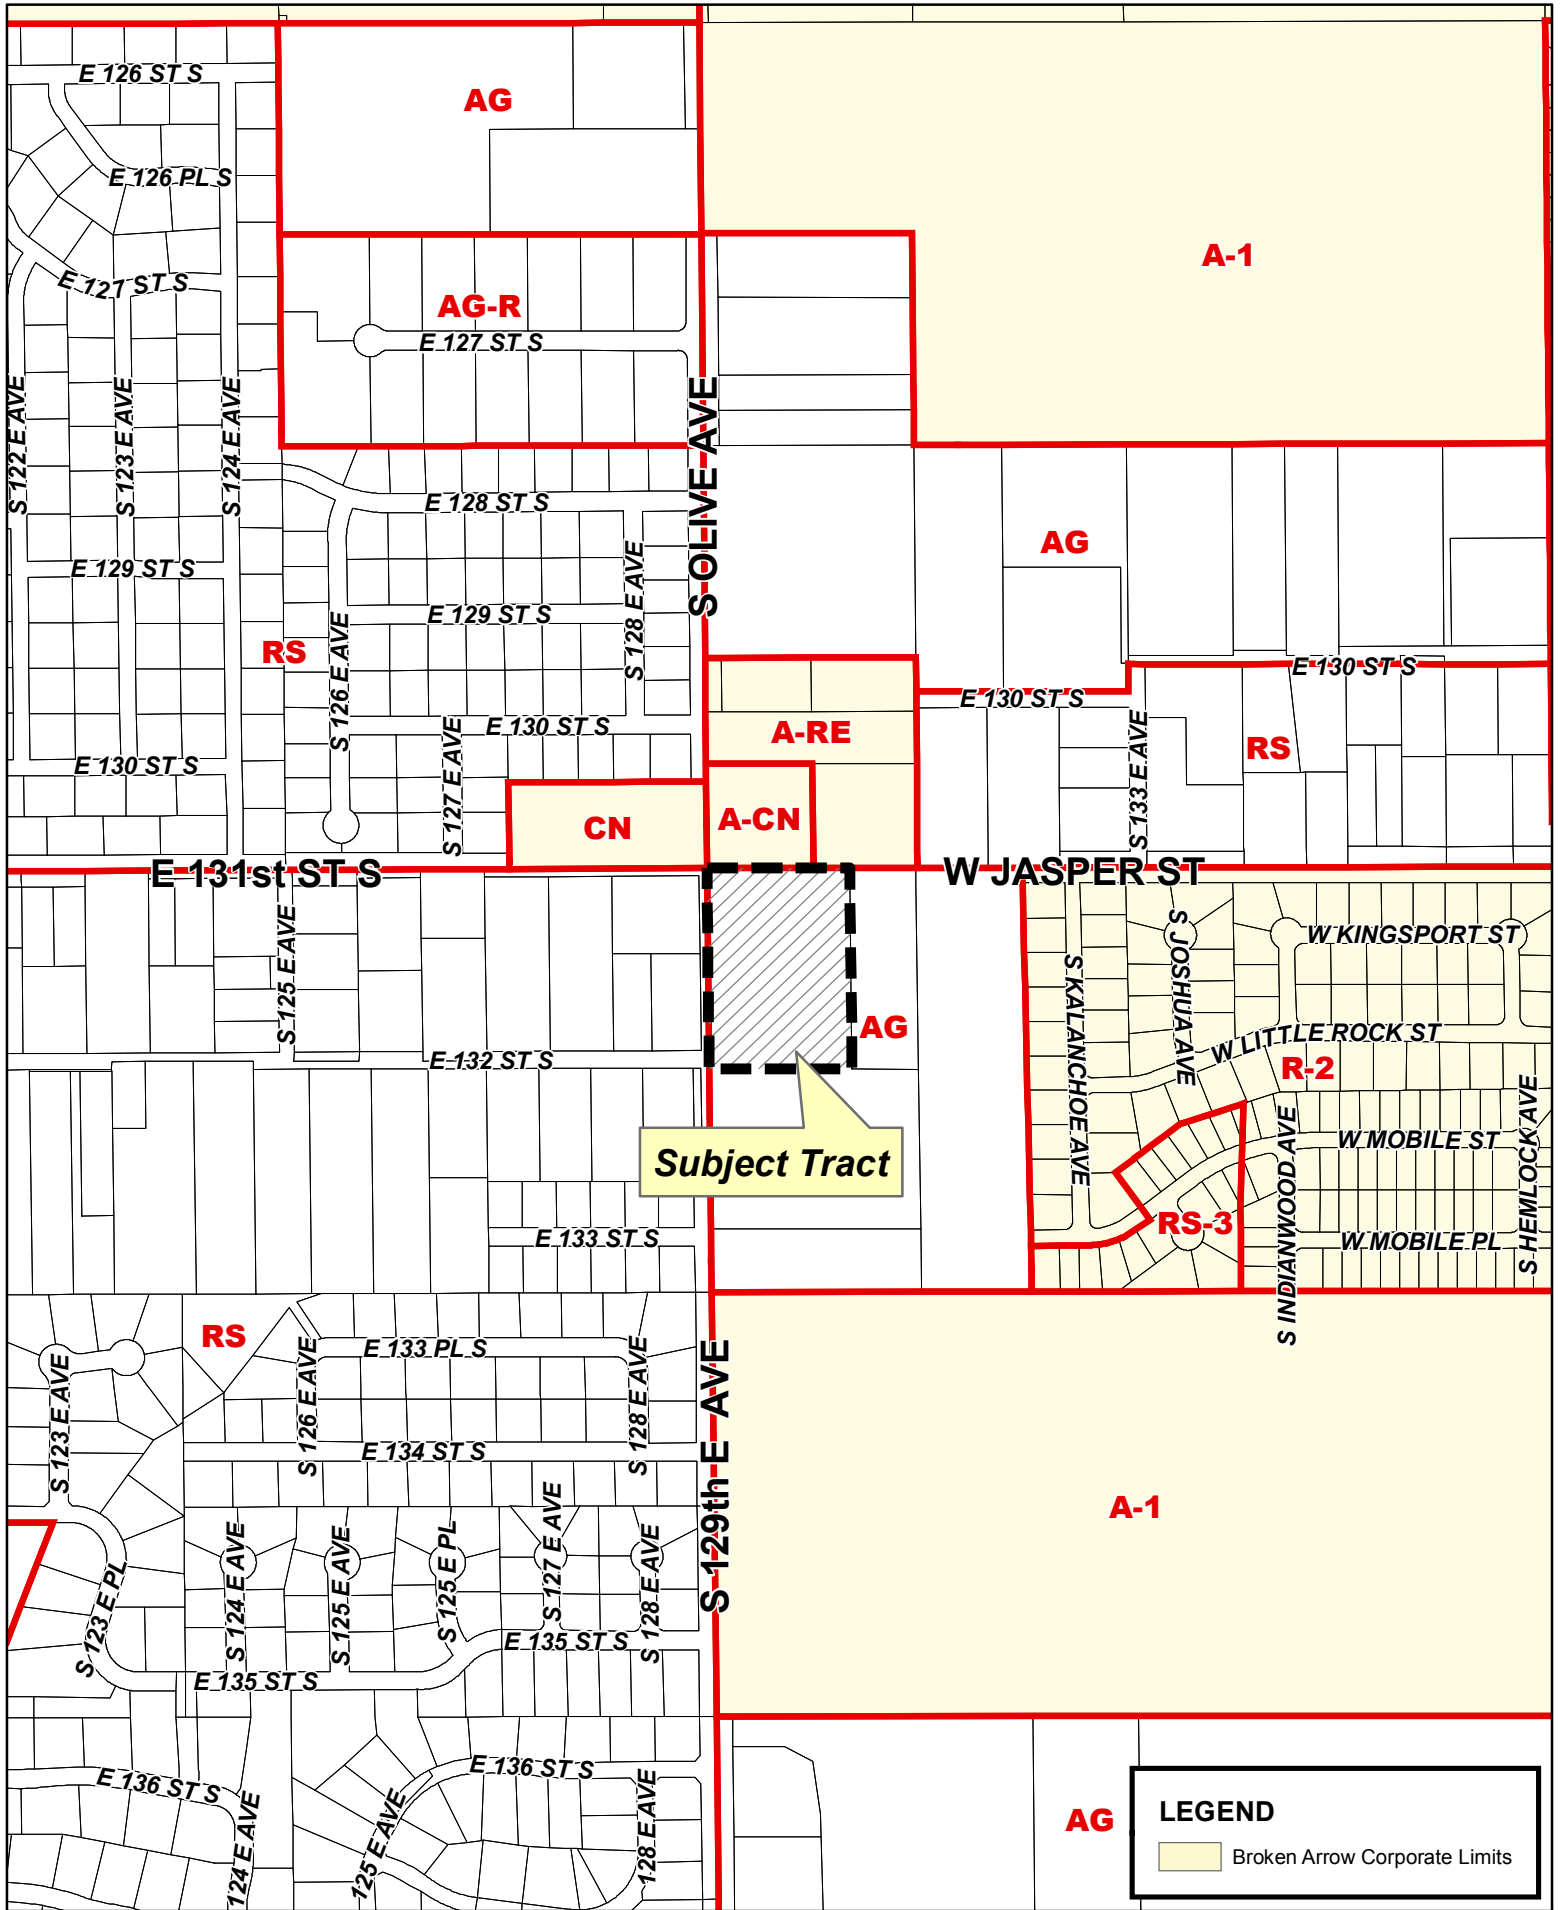 E 126 ST S
AG
E 126 PL S
A-1
E 127 ST S
AG-R
E 127 ST S
S 122 E AVE
S 123 E AVE
S 124 E AVE
S OLIVE AVE
E 128 ST S
AG
E 129 ST S
S 128 E AVE
E 129 ST S
RS
S 126 E AVE
E 130 ST S
E 130 ST S
E 130 ST S
A-RE
S 127 E AVE
S 133 E AVE
RS
E 130 ST S
CN
A-CN
E 131st ST S
W JASPER ST
S 125 E AVE
S KALANCHOE AVE
S JOSHUA AVE
W KINGSPORT ST
AG
W LITTLE ROCK ST
E 132 ST S
R-2
Subject Tract
S INDIANWOOD AVE
W MOBILE ST
S HEMLOCK AVE
RS-3
E 133 ST S
W MOBILE PL
RS
E 133 PL S
S 123 E AVE
S 126 E AVE
S 128 E AVE
S 129th E AVE
E 134 ST S
A-1
S 123 E PL
S 124 E AVE
S 125 E AVE
S 125 E PL
S 127 E AVE
S 128 E AVE
E 135 ST S
E 135 ST S
E 136 ST S
E 136 ST S
124 E AVE
125 E AVE
128 E AVE
AG
LEGEND
Broken Arrow Corporate Limits